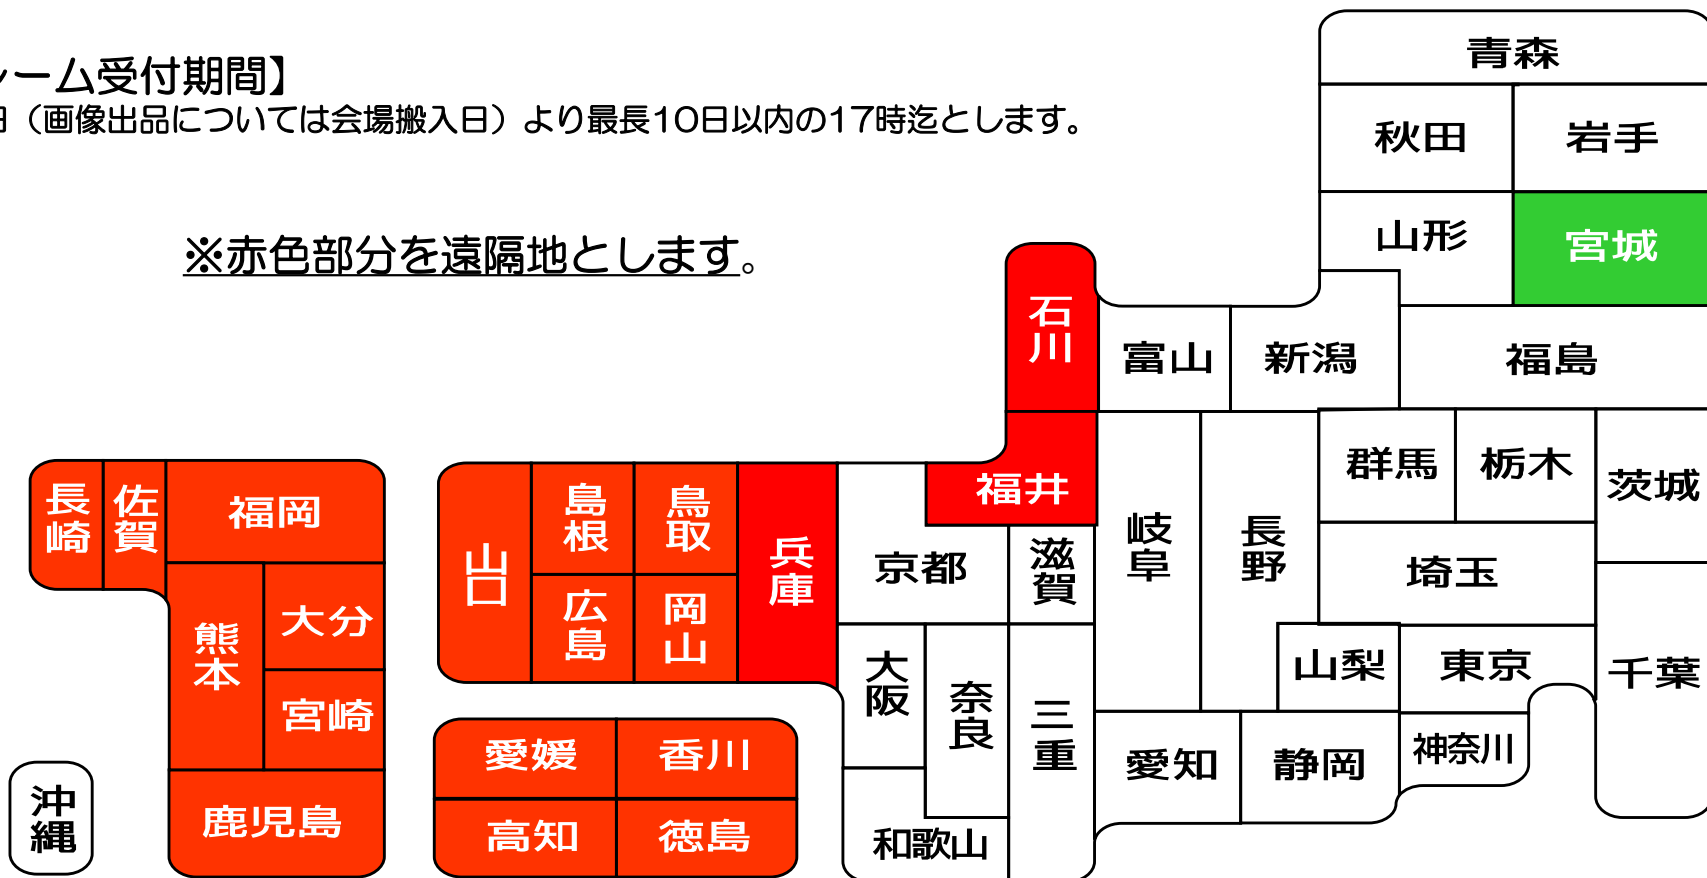 ーム受付期間】
日（画像出品については会場搬入日）より最長10日以内の17時迄とします。
※赤色部分を遠隔地とします。
青森
秋田
岩手
山形
宮城
石川
富山
新潟
福島
福井
群馬
栃木
茨城
長崎
佐賀
福岡
山口
島根
鳥取
兵庫
京都
滋賀
岐阜
長野
埼玉
熊本
大分
広島
岡山
大阪
奈良
三重
山梨
東京
千葉
宮崎
愛媛
香川
愛知
静岡
神奈川
沖縄
鹿児島
高知
徳島
和歌山